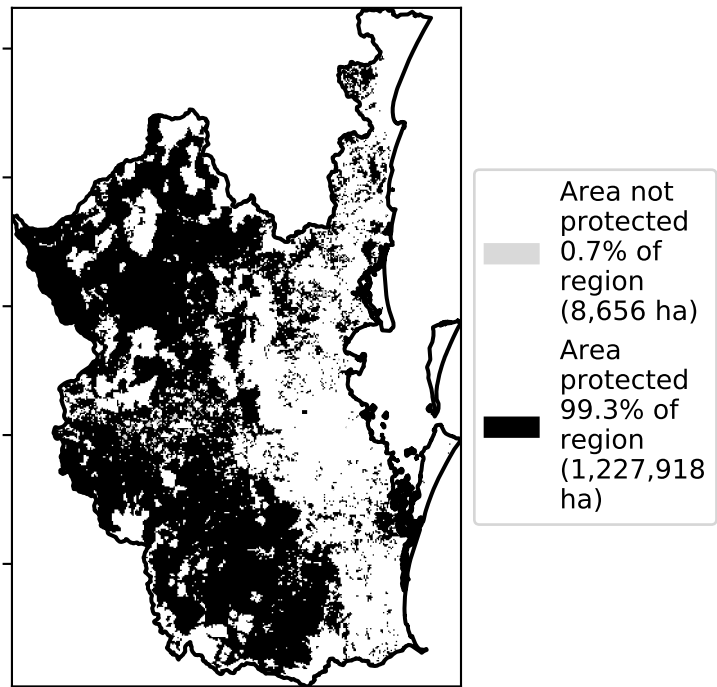 Area not
protected
0.7% of
region
(8,656 ha)
Area
protected
99.3% of
region
(1,227,918
ha)